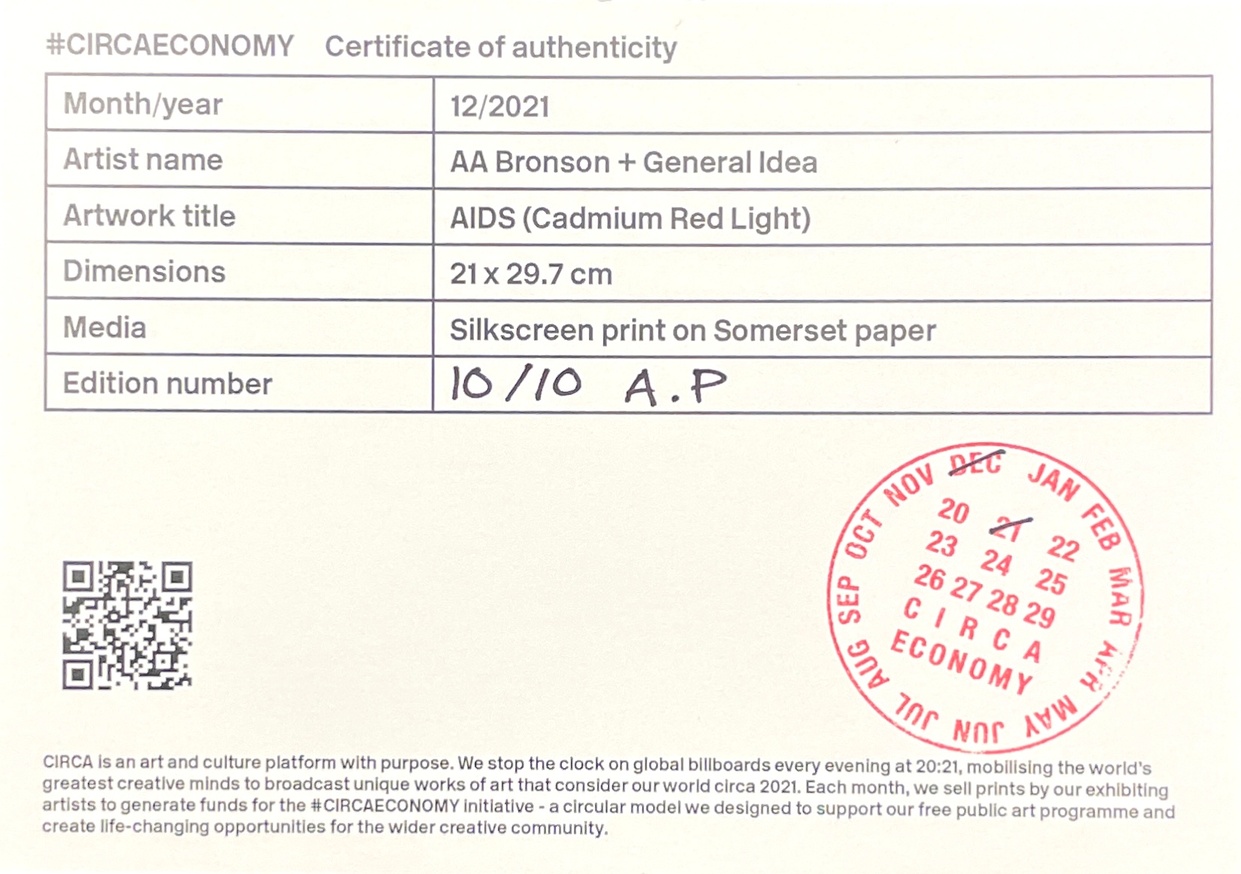 #CIRCAECONOMY Certificate of authenticity
Month/year 12/2021
Artist name AA Bronson + General Idea
Artwork title AIDS (Cadmium Red Light)
Dimensions 21 x 29.7 cm
Media Silkscreen print on Somerset paper
Edition number 10/10 A.P
JAN FEB MAR APR MAY JUN JUL AUG SEP OCT NOV DEC
20 21 22
23 24 25
26 27 28 29
CIRCA
ECONOMY
CIRCA is an art and culture platform with purpose. We stop the clock on global billboards every evening at 20:21, mobilising the world's
greatest creative minds to broadcast unique works of art that consider our world circa 2021. Each month, we sell prints by our exhibiting
artists to generate funds for the #CIRCAECONOMY initiative - a circular model we designed to support our free public art programme and
create life-changing opportunities for the wider creative community.